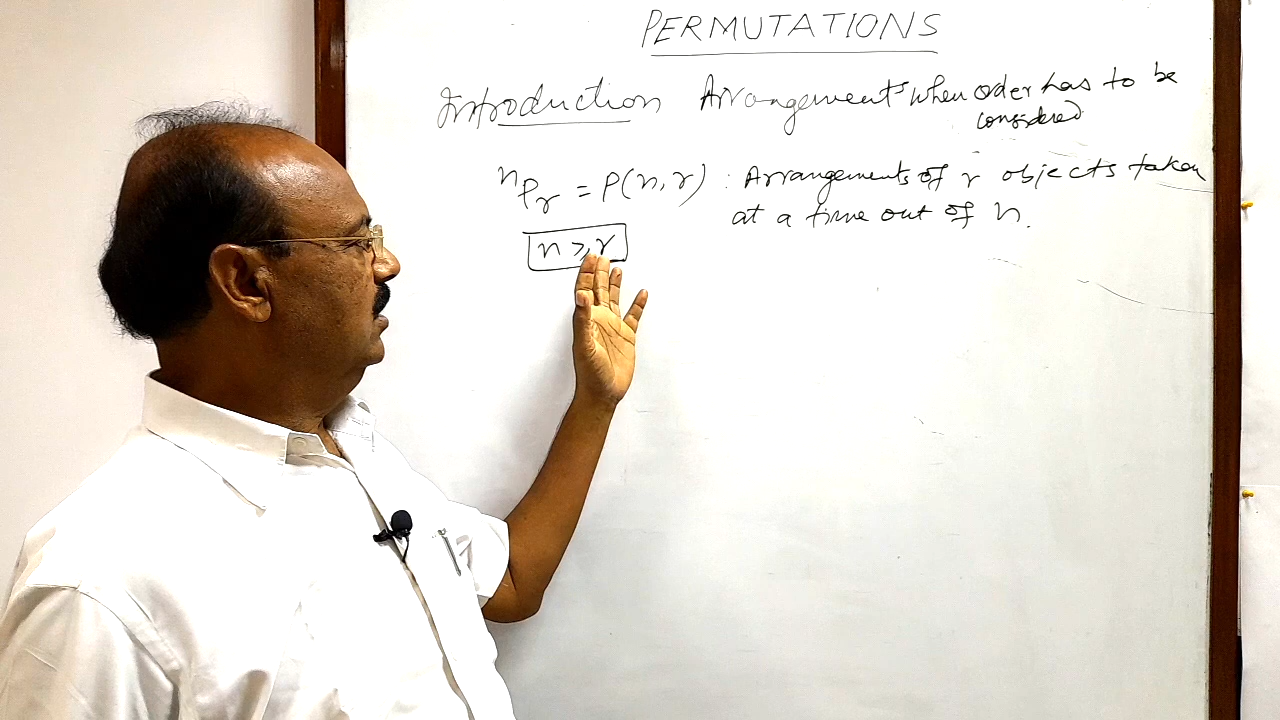 PERMUTATIONS
Introduction Arrangements when order has to be
considered
ⁿPᵣ = P(n,r) : Arrangements of r objects taken
at a time out of n.
n ⩾ r